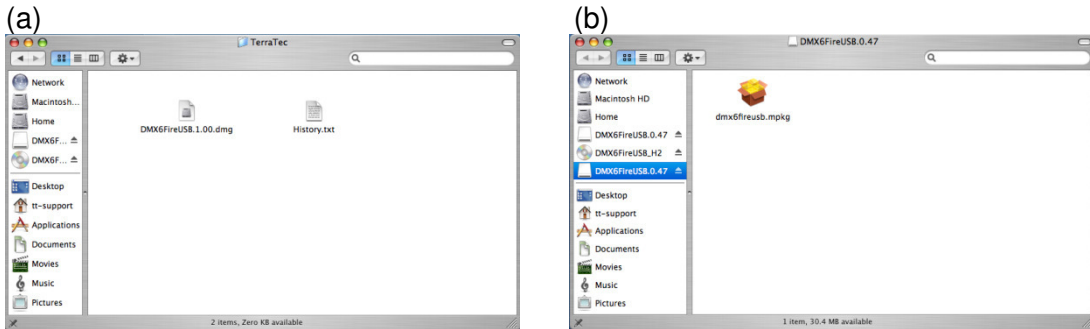 (a)
TerraTec
Network
Macintosh...
Home
DMX6F...
DMX6F...
Desktop
tt-support
Applications
Documents
Movies
Music
Pictures
DMX6FireUSB.1.00.dmg
History.txt
2 items, Zero KB available
(b)
DMX6FireUSB.0.47
Network
Macintosh HD
Home
DMX6FireUSB.0.47
DMX6FireUSB_H2
DMX6FireUSB.0.47
Desktop
tt-support
Applications
Documents
Movies
Music
Pictures
dmx6fireusb.mpkg
1 item, 30.4 MB available